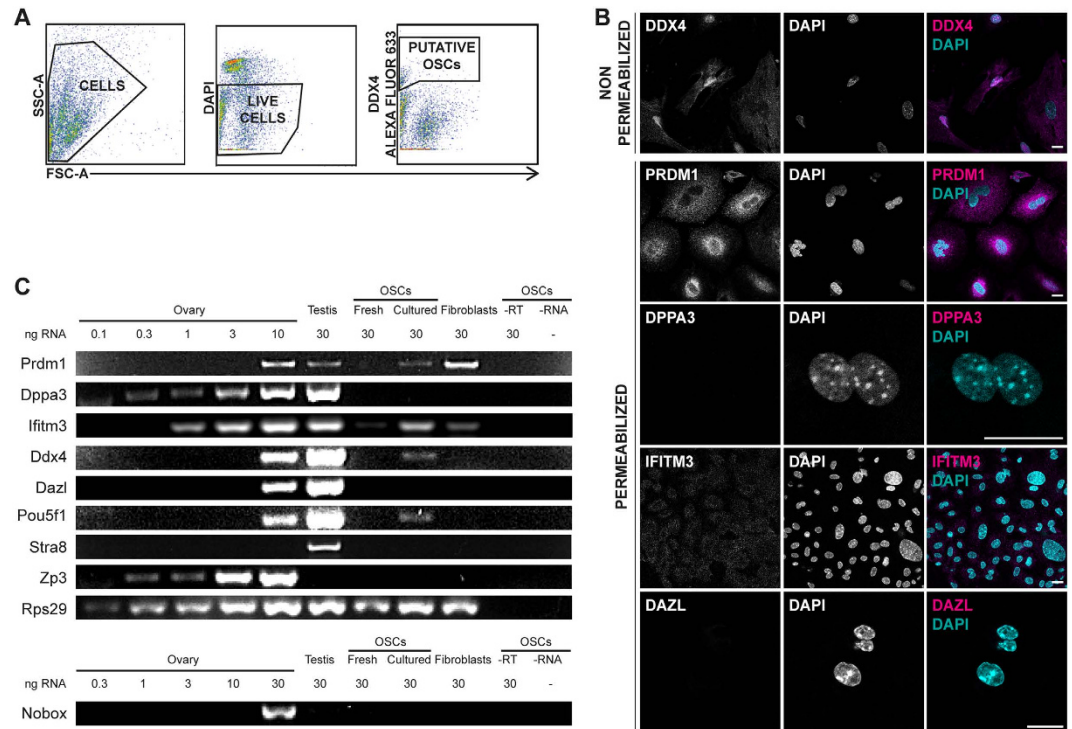 A
SSC-A
CELLS
FSC-A
DAPI
LIVE
CELLS
DDX4
ALEXA FLUOR 633
PUTATIVE
OSCs
B
NON
PERMEABILIZED
DDX4
DAPI
DDX4
DAPI
PERMEABILIZED
PRDM1
DAPI
PRDM1
DAPI
DPPA3
DAPI
DPPA3
DAPI
IFITM3
DAPI
IFITM3
DAPI
DAZL
DAPI
DAZL
DAPI
C
OSCs OSCs
Ovary Testis Fresh Cultured Fibroblasts -RT -RNA
ng RNA 0.1 0.3 1 3 10 30 30 30 30 30 -
Prdm1
Dppa3
Ifitm3
Ddx4
Dazl
Pou5f1
Stra8
Zp3
Rps29
OSCs OSCs
Ovary Testis Fresh Cultured Fibroblasts -RT -RNA
ng RNA 0.3 1 3 10 30 30 30 30 30 30 -
Nobox